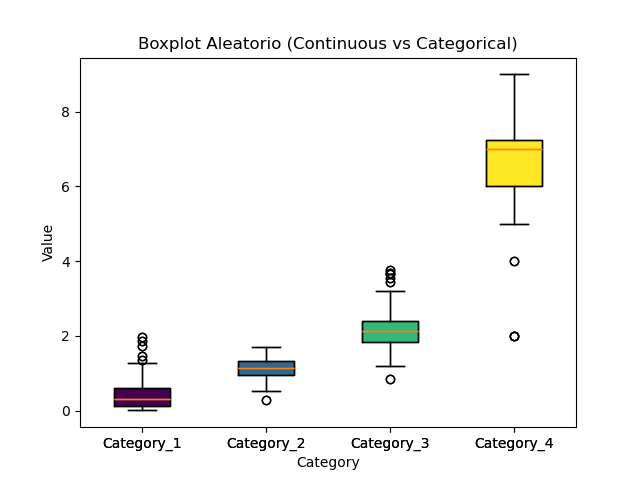 Boxplot Aleatorio (Continuous vs Categorical)
Value
8
6
4
2
0
Category_1 Category_2 Category_3 Category_4
Category